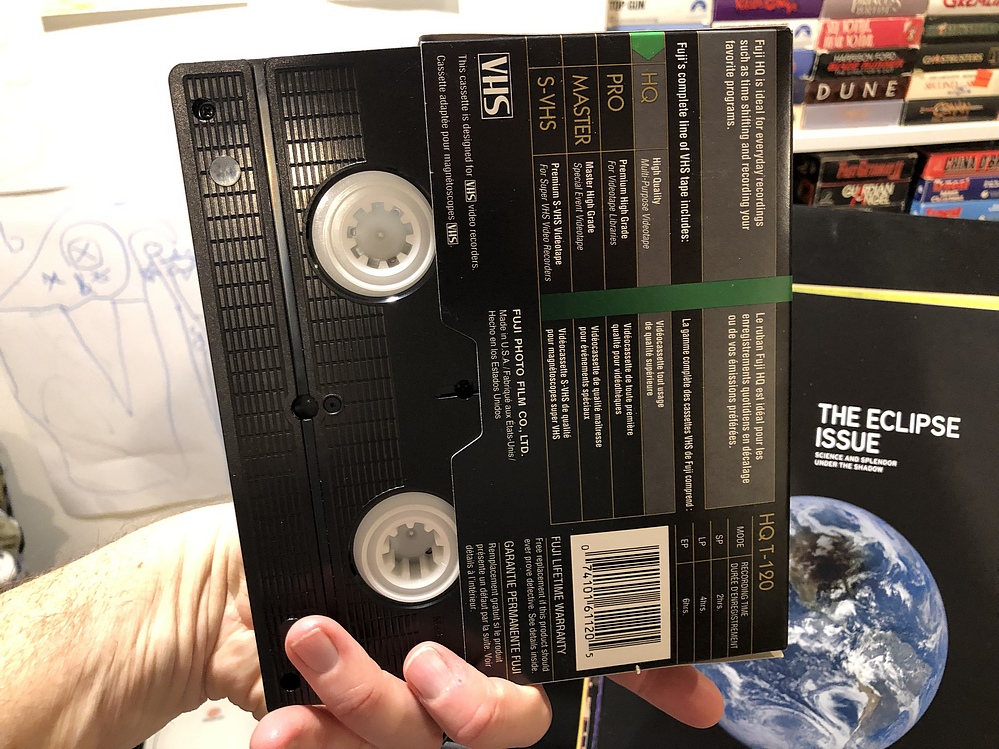 Fuji HQ is ideal for everyday recordings
such as time shifting and recording your
favorite programs.
Le ruban Fuji HQ est idéal pour les
enregistrements quotidiens en décalage
ou de vos émissions préférées.
HQ T-120
MODE
RECORDING TIME
DURÉE D'ENREGISTREMENT
SP 2hrs
LP 4hrs
EP 6hrs
Fuji's complete line of VHS tape includes:
La gamme complète des cassettes VHS de Fuji comprend :
HQ
High Quality
Multi-Purpose Videotape
Vidéocassette tout usage
de qualité supérieure
PRO
Premium High Grade
For Videotape Libraries
Vidéocassette de toute première
qualité pour vidéothèques
MASTER
Master High Grade
Special Event Videotape
Vidéocassette de qualité maîtresse
pour événements spéciaux
S-VHS
Premium S-VHS Videotape
For Super VHS Video Recorders
Vidéocassette S-VHS de qualité
pour magnétoscopes super VHS
0 74101 61120 5
VHS
This cassette is designed for VHS video recorders.
Cassette adaptée pour magnétoscopes VHS.
FUJI PHOTO FILM CO., LTD.
Made in U.S.A. / Fabriqué aux États-Unis /
Hecho en los Estados Unidos
FUJI LIFETIME WARRANTY
Free replacement if this product should
ever prove defective. See details inside.
GARANTIE PERMANENTE FUJI
Remplacement gratuit si le produit
présente un défaut par la suite. Voir
détails à l'intérieur.
THE ECLIPSE
ISSUE
SCIENCE AND SPLENDOR
UNDER THE SHADOW
TOP GUN
HARRISON FORD
DUNE
GREMLINS
GHOSTBUSTERS